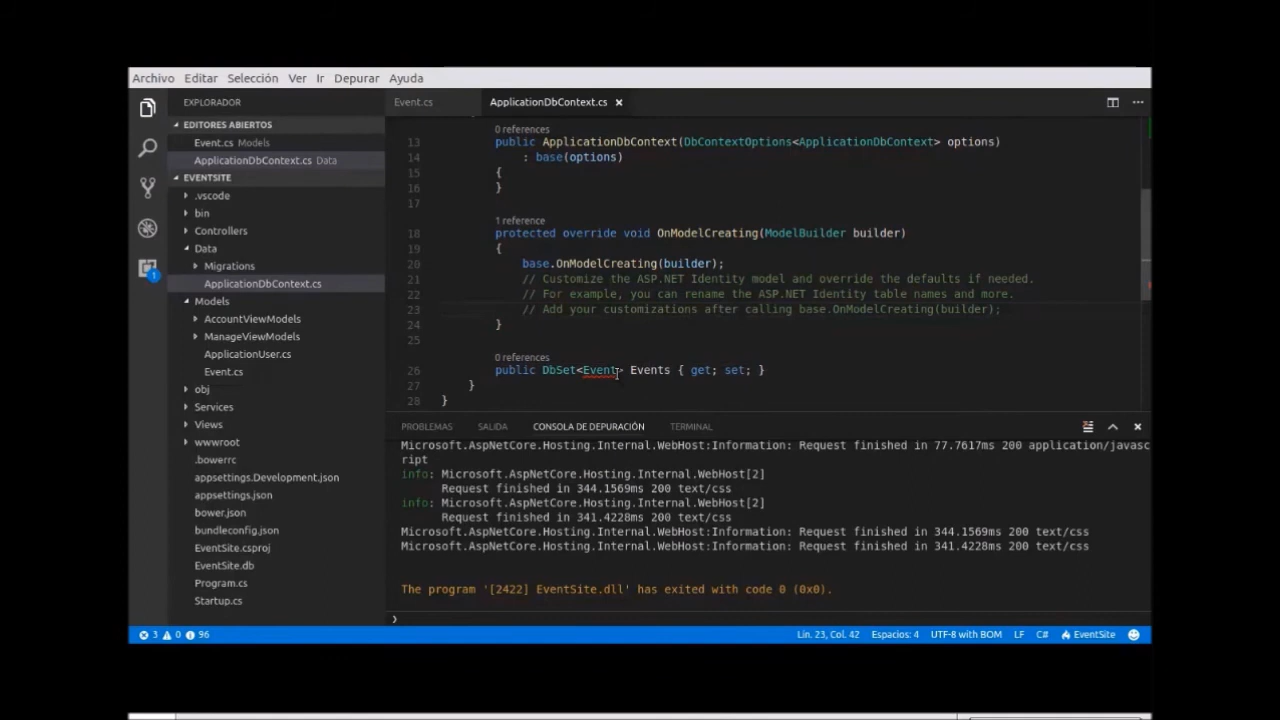 Archivo Editar Selección Ver Ir Depurar Ayuda
EXPLORADOR
EDITORES ABIERTOS
Event.cs Models
ApplicationDbContext.cs Data
EVENTSITE
.vscode
bin
Controllers
Data
Migrations
ApplicationDbContext.cs
Models
AccountViewModels
ManageViewModels
ApplicationUser.cs
Event.cs
obj
Services
Views
wwwroot
.bowerrc
appsettings.Development.json
appsettings.json
bower.json
bundleconfig.json
EventSite.csproj
EventSite.db
Program.cs
Startup.cs
Event.cs ApplicationDbContext.cs
0 references
13 public ApplicationDbContext(DbContextOptions<ApplicationDbContext> options)
14 : base(options)
15 {
16 }
17
1 reference
18 protected override void OnModelCreating(ModelBuilder builder)
19 {
20 base.OnModelCreating(builder);
21 // Customize the ASP.NET Identity model and override the defaults if needed.
22 // For example, you can rename the ASP.NET Identity table names and more.
23 // Add your customizations after calling base.OnModelCreating(builder);
24 }
25
0 references
26 public DbSet<Event> Events { get; set; }
27 }
28 }
PROBLEMAS SALIDA CONSOLA DE DEPURACIÓN TERMINAL
Microsoft.AspNetCore.Hosting.Internal.WebHost:Information: Request finished in 77.7617ms 200 application/javasc
ript
info: Microsoft.AspNetCore.Hosting.Internal.WebHost[2]
Request finished in 344.1569ms 200 text/css
info: Microsoft.AspNetCore.Hosting.Internal.WebHost[2]
Request finished in 341.4228ms 200 text/css
Microsoft.AspNetCore.Hosting.Internal.WebHost:Information: Request finished in 344.1569ms 200 text/css
Microsoft.AspNetCore.Hosting.Internal.WebHost:Information: Request finished in 341.4228ms 200 text/css
The program '[2422] EventSite.dll' has exited with code 0 (0x0).
1
3 0 96 Lín. 23, Col. 42 Espacios: 4 UTF-8 with BOM LF C# EventSite